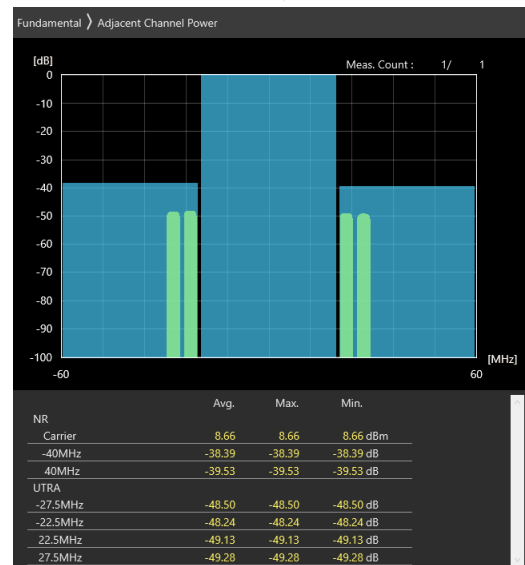 Fundamental 〉 Adjacent Channel Power
[dB]
Meas. Count : 1/ 1
0
-10
-20
-30
-40
-50
-60
-70
-80
-90
-100
[MHz]
-60 60
Avg. Max. Min.
NR
Carrier 8.66 8.66 8.66 dBm
-40MHz -38.39 -38.39 -38.39 dB
40MHz -39.53 -39.53 -39.53 dB
UTRA
-27.5MHz -48.50 -48.50 -48.50 dB
-22.5MHz -48.24 -48.24 -48.24 dB
22.5MHz -49.13 -49.13 -49.13 dB
27.5MHz -49.28 -49.28 -49.28 dB